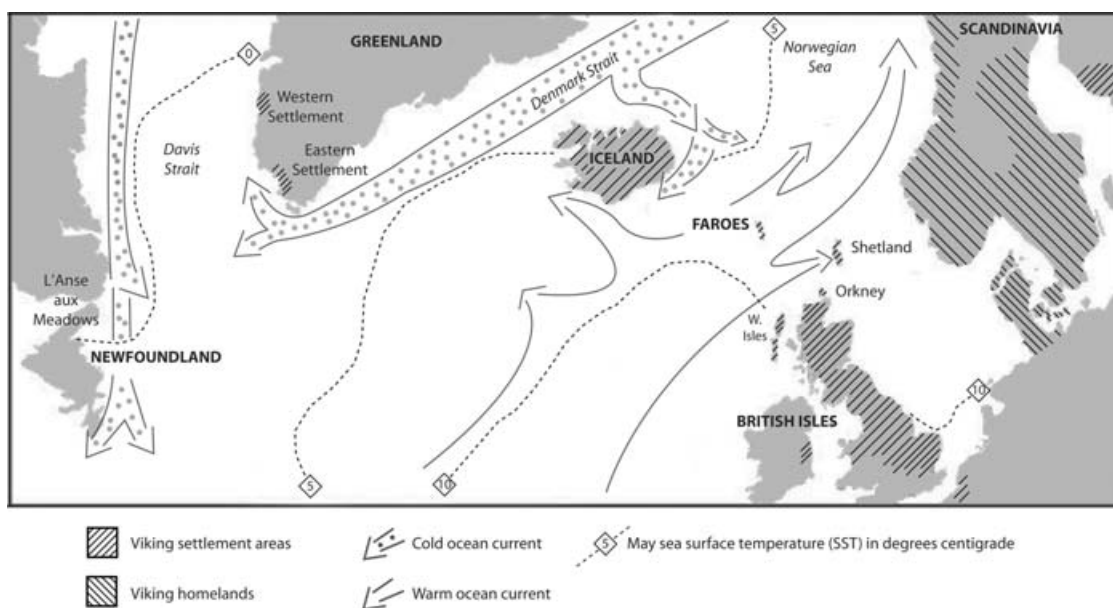 GREENLAND
SCANDINAVIA
0
5
Norwegian
Sea
Denmark Strait
Western
Settlement
Davis
Strait
Eastern
Settlement
ICELAND
FAROES
Shetland
Orkney
L'Anse
aux
Meadows
W.
Isles
NEWFOUNDLAND
10
BRITISH ISLES
5
10
Viking settlement areas
Cold ocean current
5
May sea surface temperature (SST) in degrees centigrade
Viking homelands
Warm ocean current